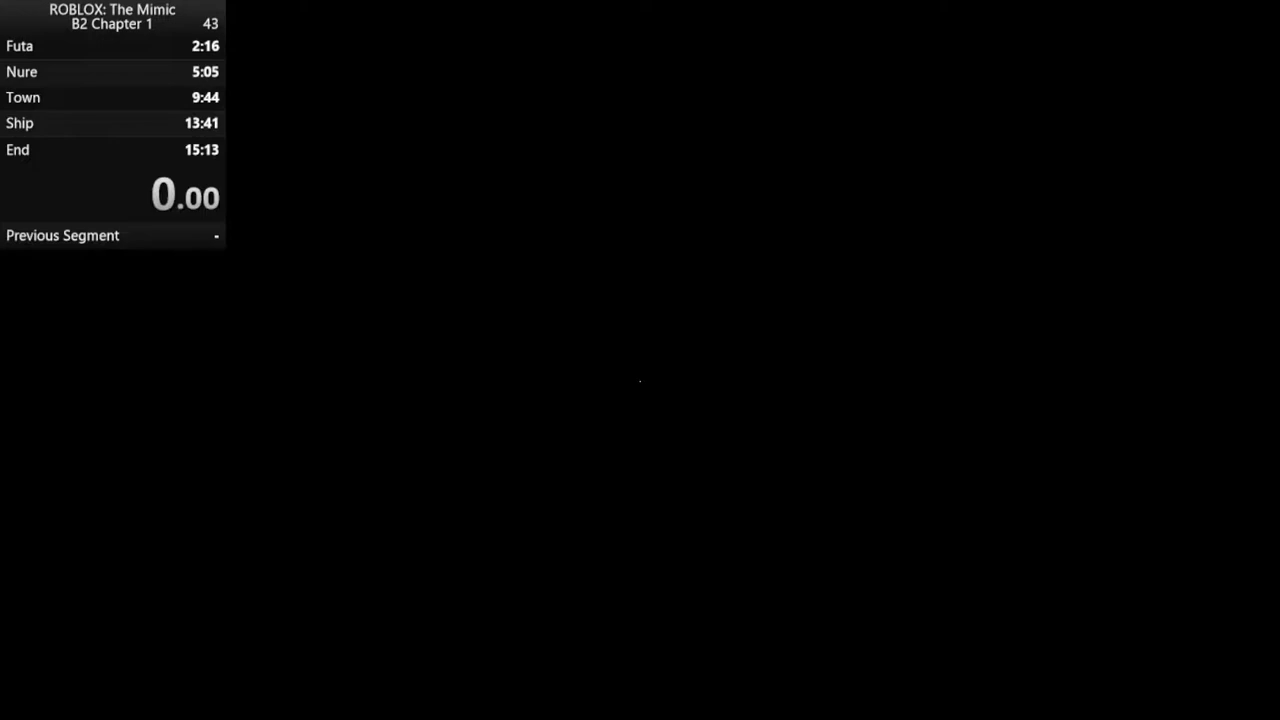 ROBLOX: The Mimic
B2 Chapter 1 43
Futa 2:16
Nure 5:05
Town 9:44
Ship 13:41
End 15:13
0.00
Previous Segment -